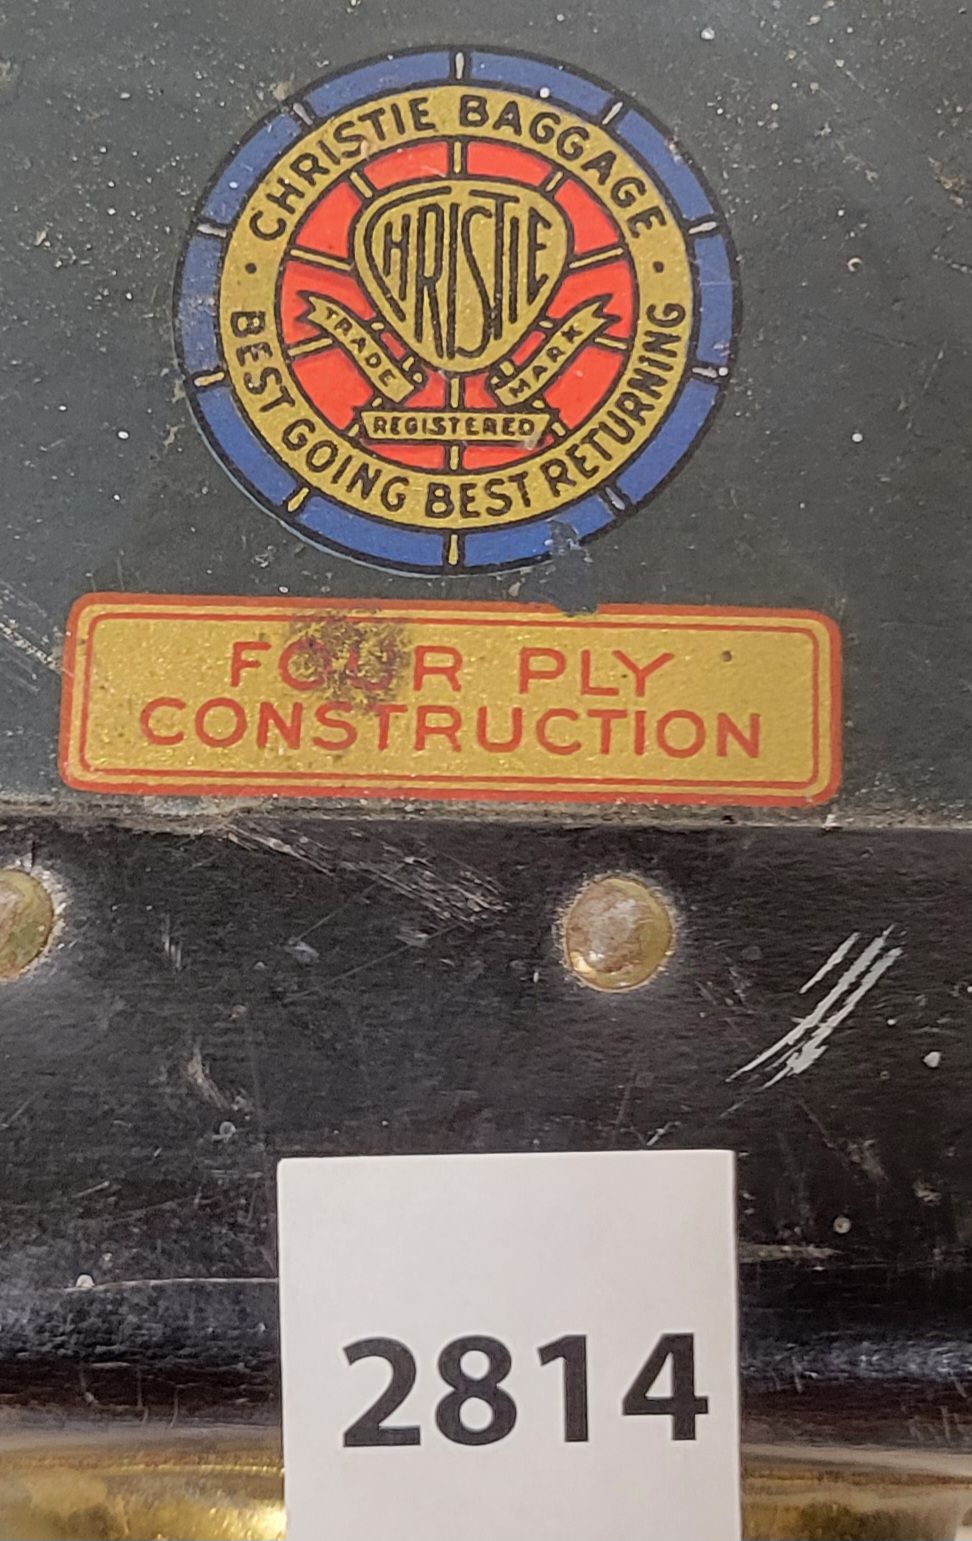 CHRISTIE BAGGAGE
CHRISTIE
TRADE MARK
REGISTERED
· BEST GOING BEST RETURNING ·
FOUR PLY
CONSTRUCTION
2814